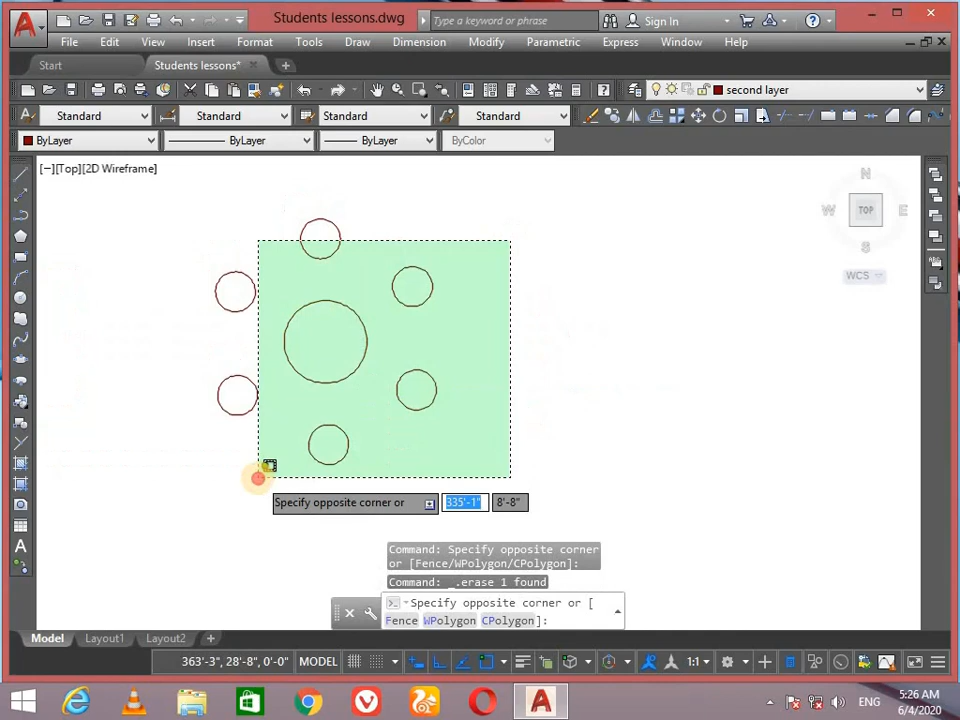 Students lessons.dwg
Type a keyword or phrase
Sign In
File Edit View Insert Format Tools Draw Dimension Modify Parametric Express Window Help
Start Students lessons*
second layer
Standard Standard Standard Standard
ByLayer ByLayer ByLayer ByColor
[−][Top][2D Wireframe]
N
W TOP E
S
WCS
Specify opposite corner or 335'-1" 8'-8"
Command: Specify opposite corner
or [Fence/WPolygon/CPolygon]:
Command: _.erase 1 found
Specify opposite corner or [
Fence WPolygon CPolygon]:
Model Layout1 Layout2
363'-3", 28'-8", 0'-0" MODEL 1:1
ENG
5:26 AM
6/4/2020